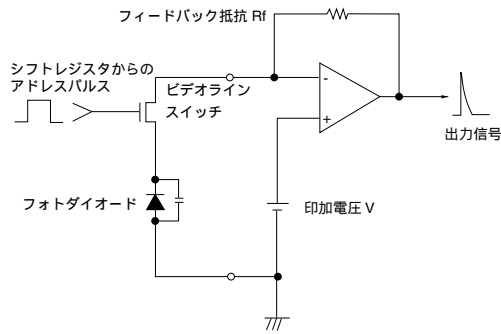 フィードバック抵抗 Rf
シフトレジスタからの
アドレスパルス
ビデオライン
スイッチ
-
+
出力信号
フォトダイオード
印加電圧 V